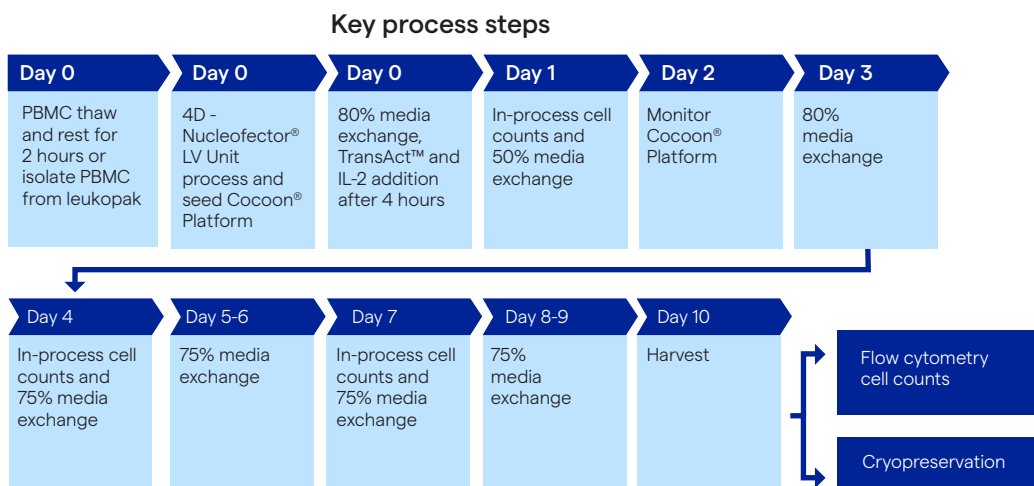 Key process steps
Day 0
PBMC thaw
and rest for
2 hours or
isolate PBMC
from leukopak
Day 0
4D -
Nucleofector®
LV Unit
process and
seed Cocoon®
Platform
Day 0
80% media
exchange,
TransAct™ and
IL-2 addition
after 4 hours
Day 1
In-process cell
counts and
50% media
exchange
Day 2
Monitor
Cocoon®
Platform
Day 3
80%
media
exchange
Day 4
In-process cell
counts and
75% media
exchange
Day 5-6
75% media
exchange
Day 7
In-process cell
counts and
75% media
exchange
Day 8-9
75%
media
exchange
Day 10
Harvest
Flow cytometry
cell counts
Cryopreservation